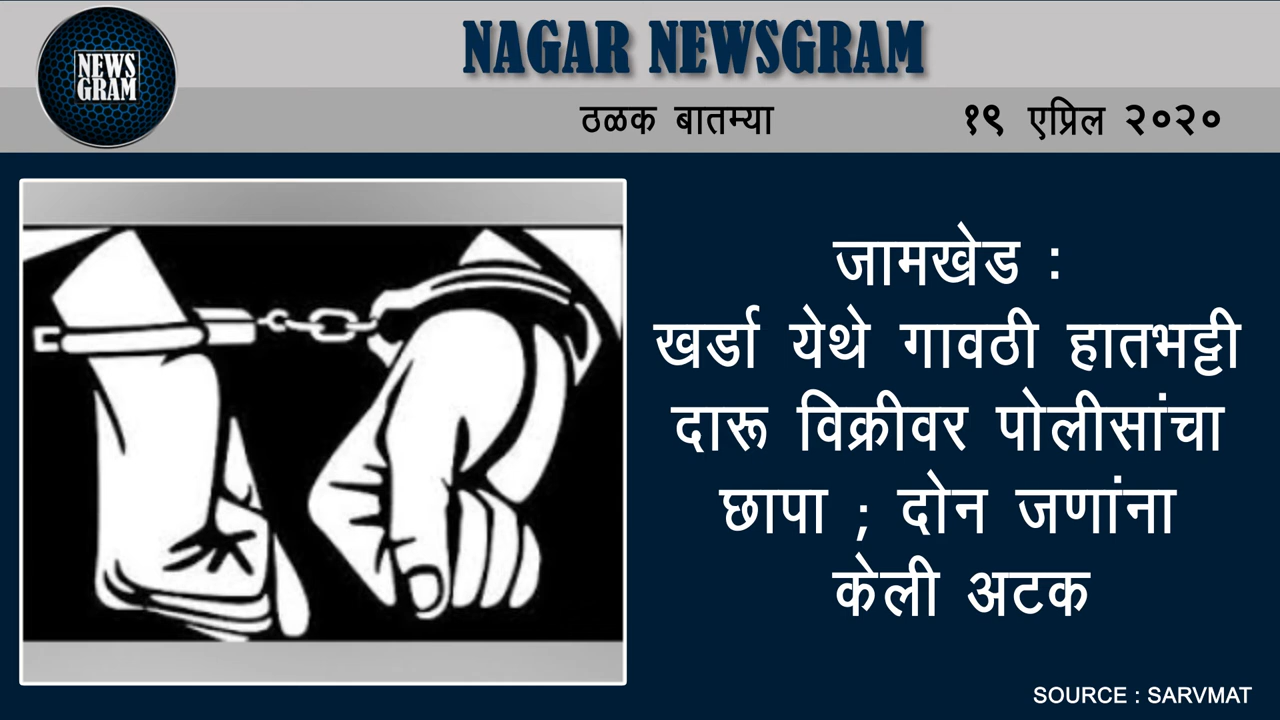 NEWS
GRAM
NAGAR NEWSGRAM
ठळक बातम्या
१९ एप्रिल २०२०
जामखेड :
खर्डा येथे गावठी हातभट्टी
दारू विक्रीवर पोलीसांचा
छापा ; दोन जणांना
केली अटक
SOURCE : SARVMAT